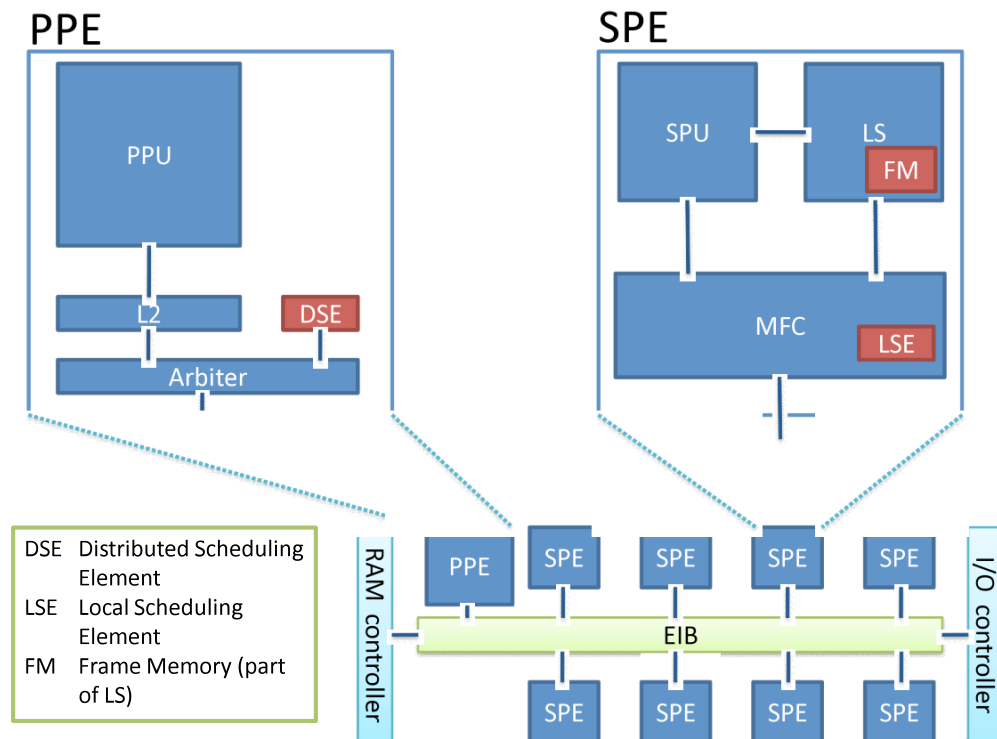 PPE
SPE
PPU
L2
DSE
Arbiter
SPU
LS
FM
MFC
LSE
DSE Distributed Scheduling
Element
LSE Local Scheduling
Element
FM Frame Memory (part
of LS)
RAM controller
PPE
SPE
SPE
SPE
SPE
EIB
SPE
SPE
SPE
SPE
I/O controller